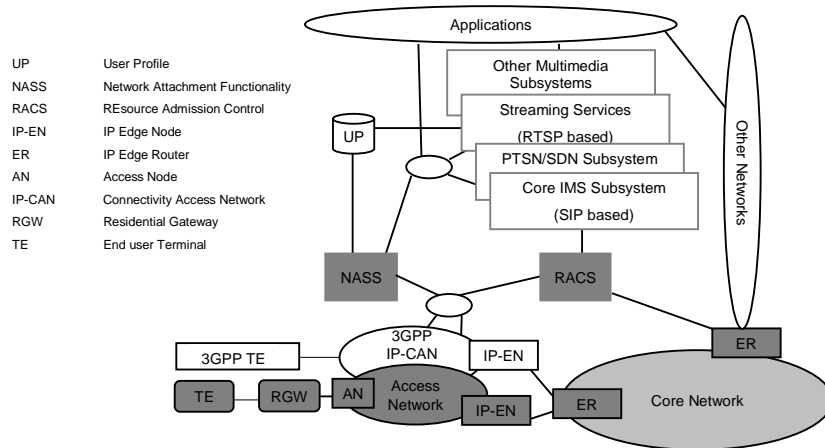 Applications
UP User Profile
NASS Network Attachment Functionality
RACS REsource Admission Control
IP-EN IP Edge Node
ER IP Edge Router
AN Access Node
IP-CAN Connectivity Access Network
RGW Residential Gateway
TE End user Terminal
Other Multimedia
Subsystems
Streaming Services
(RTSP based)
UP
PTSN/SDN Subsystem
Core IMS Subsystem
(SIP based)
Other Networks
NASS
RACS
3GPP
IP-CAN
3GPP TE
IP-EN
ER
TE
RGW
AN
Access
Network
IP-EN
ER
Core Network